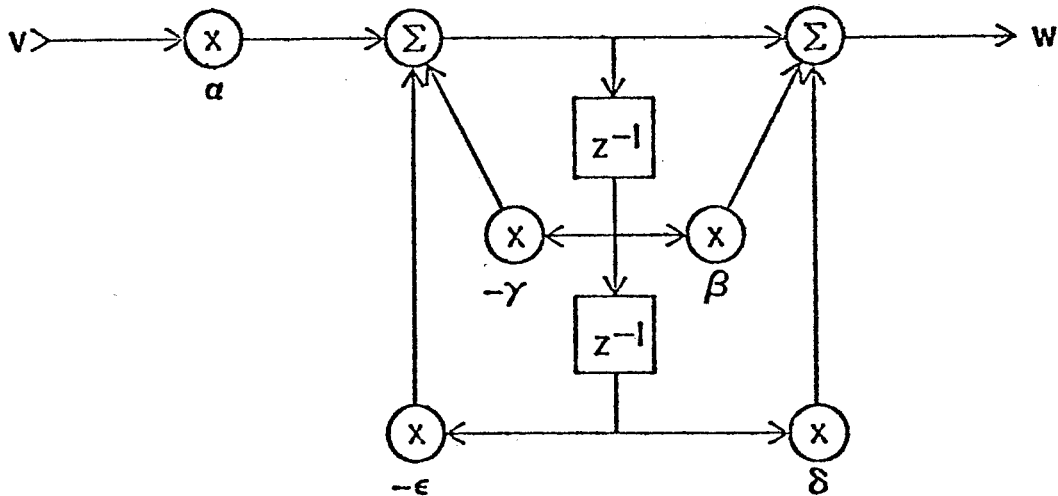 V × Σ Σ W
α
z⁻¹
× ×
-γ β
z⁻¹
× ×
-ε δ